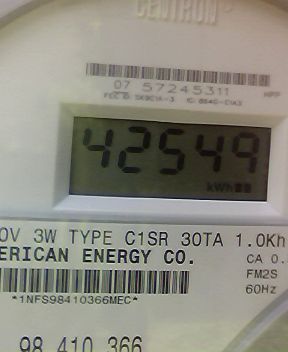 CENTRON
07 57245311
42549
kWh
0V 3W TYPE C1SR 30TA 1.0Kh
ERICAN ENERGY CO.
CA 0.
FM2S
*1NFS98410366MEC*
60Hz
98 410 366